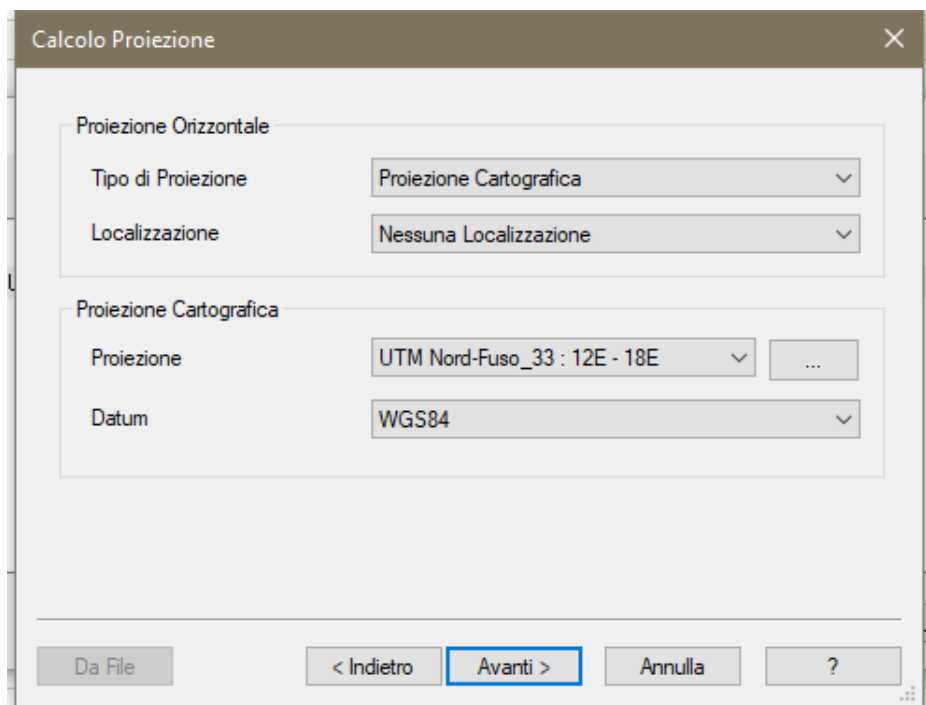 Calcolo Proiezione
Proiezione Orizzontale
Tipo di Proiezione
Proiezione Cartografica
Localizzazione
Nessuna Localizzazione
Proiezione Cartografica
Proiezione
UTM Nord-Fuso_33 : 12E - 18E
...
Datum
WGS84
Da File
< Indietro
Avanti >
Annulla
?